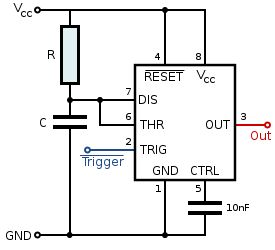 Vcc
4
8
R
RESET
Vcc
7
DIS
C
6
THR
OUT
3
Out
2
TRIG
Trigger
GND
CTRL
1
5
10nF
GND